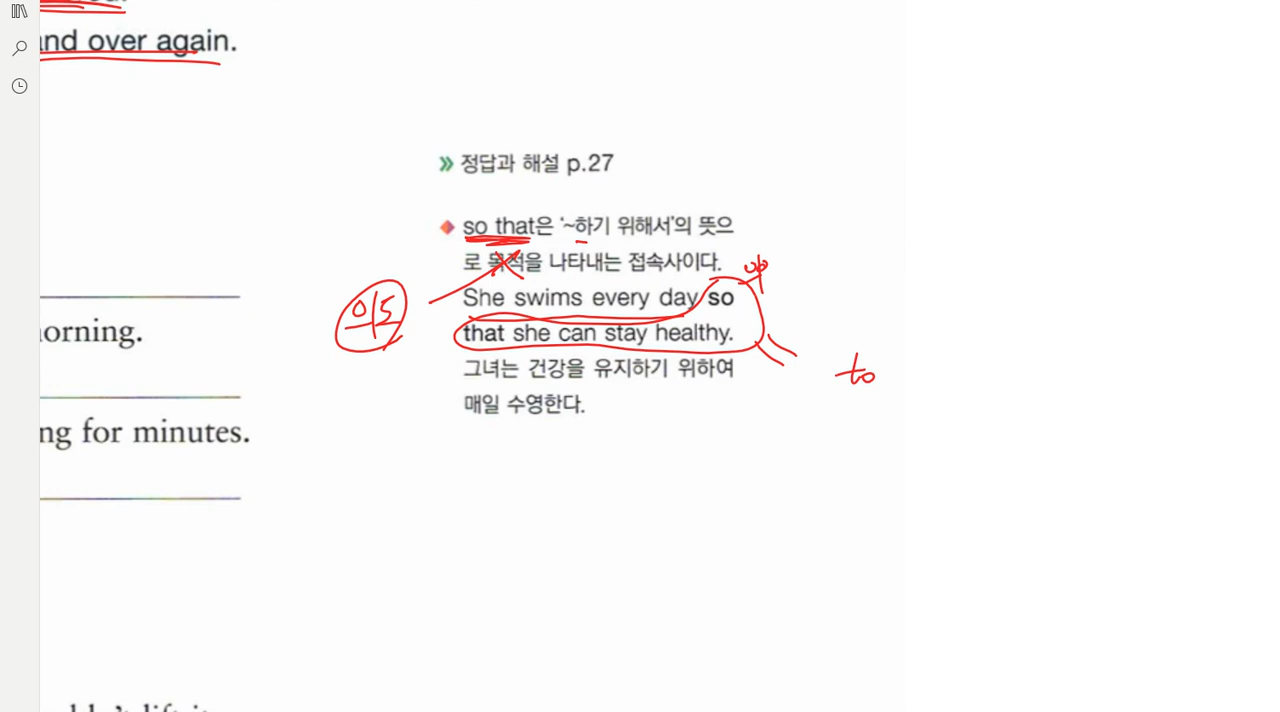 and over again.
» 정답과 해설 p.27
so that은 '~하기 위해서'의 뜻으
로 목적을 나타내는 접속사이다.
She swims every day so
that she can stay healthy.
그녀는 건강을 유지하기 위하여
매일 수영한다.
to
orning.
ng for minutes.